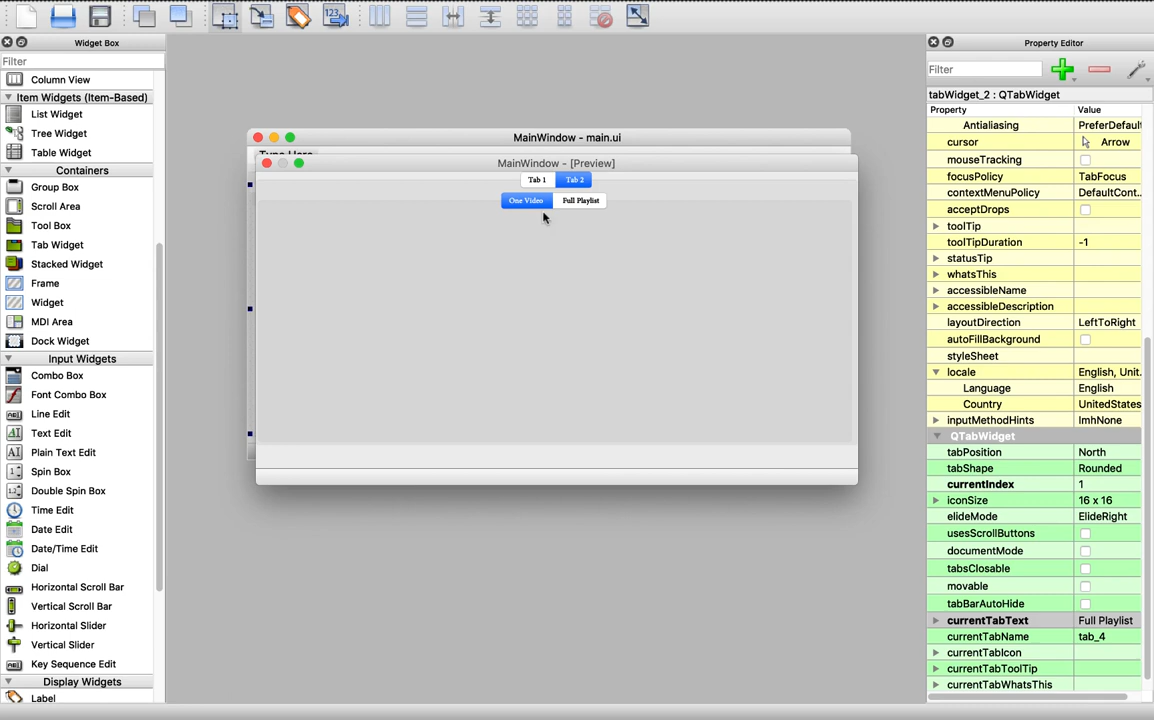 Widget Box
Filter
Column View
Item Widgets (Item-Based)
List Widget
Tree Widget
Table Widget
Containers
Group Box
Scroll Area
Tool Box
Tab Widget
Stacked Widget
Frame
Widget
MDI Area
Dock Widget
Input Widgets
Combo Box
Font Combo Box
Line Edit
Text Edit
Plain Text Edit
Spin Box
Double Spin Box
Time Edit
Date Edit
Date/Time Edit
Dial
Horizontal Scroll Bar
Vertical Scroll Bar
Horizontal Slider
Vertical Slider
Key Sequence Edit
Display Widgets
Label
MainWindow - main.ui
Type Here
MainWindow - [Preview]
Tab 1 Tab 2
One Video Full Playlist
Property Editor
Filter
tabWidget_2 : QTabWidget
Property Value
Antialiasing PreferDefault
cursor Arrow
mouseTracking
focusPolicy TabFocus
contextMenuPolicy DefaultCont...
acceptDrops
toolTip
toolTipDuration -1
statusTip
whatsThis
accessibleName
accessibleDescription
layoutDirection LeftToRight
autoFillBackground
styleSheet
locale English, Unit...
Language English
Country UnitedStates
inputMethodHints ImhNone
QTabWidget
tabPosition North
tabShape Rounded
currentIndex 1
iconSize 16 x 16
elideMode ElideRight
usesScrollButtons
documentMode
tabsClosable
movable
tabBarAutoHide
currentTabText Full Playlist
currentTabName tab_4
currentTabIcon
currentTabToolTip
currentTabWhatsThis